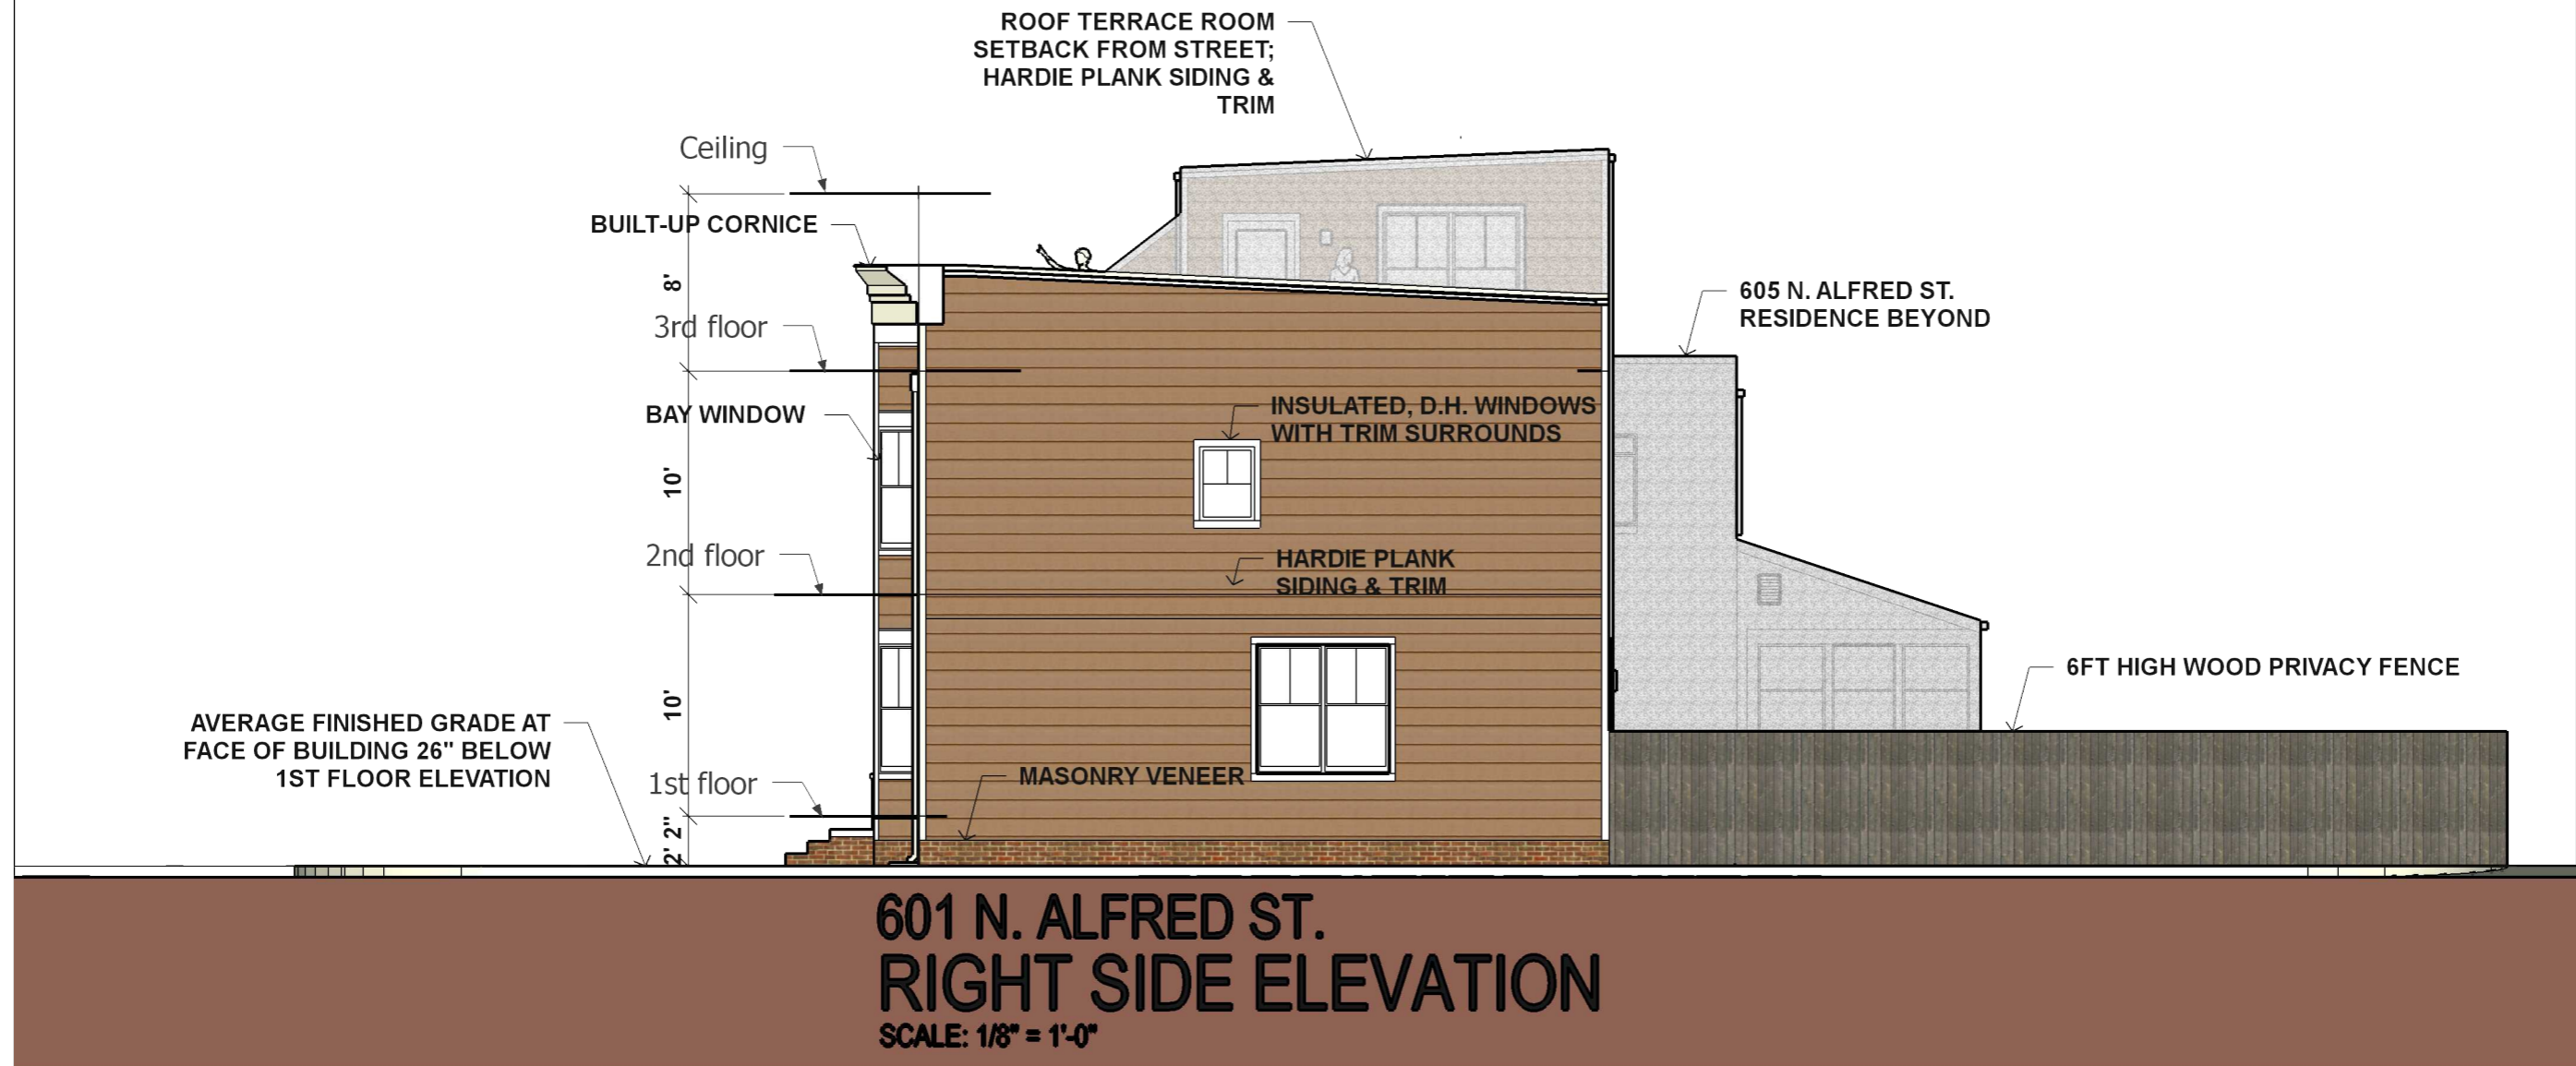 ROOF TERRACE ROOM
SETBACK FROM STREET;
HARDIE PLANK SIDING &
TRIM
Ceiling
BUILT-UP CORNICE
8'
3rd floor
605 N. ALFRED ST.
RESIDENCE BEYOND
BAY WINDOW
INSULATED, D.H. WINDOWS
WITH TRIM SURROUNDS
10'
2nd floor
HARDIE PLANK
SIDING & TRIM
6FT HIGH WOOD PRIVACY FENCE
10'
AVERAGE FINISHED GRADE AT
FACE OF BUILDING 26" BELOW
1ST FLOOR ELEVATION
1st floor
MASONRY VENEER
2' 2"
601 N. ALFRED ST.
RIGHT SIDE ELEVATION
SCALE: 1/8" = 1'-0"